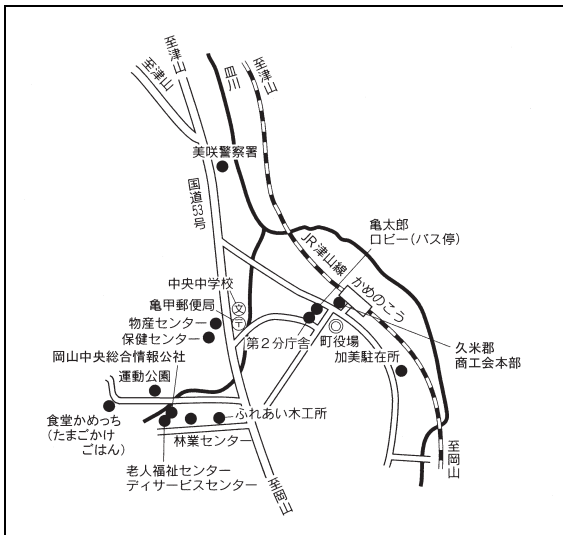 至津山
至津山
皿川
至津山
美咲警察署
国道53号
亀太郎
ロビー(バス停)
JR津山線
かめのこう
中央中学校
文
亀甲郵便局
〒
物産センター
保健センター
第2分庁舎
町役場
久米郡
商工会本部
加美駐在所
岡山中央総合情報公社
運動公園
食堂かめっち
(たまごかけ
ごはん)
ふれあい木工所
林業センター
老人福祉センター
デイサービスセンター
至岡山
至岡山